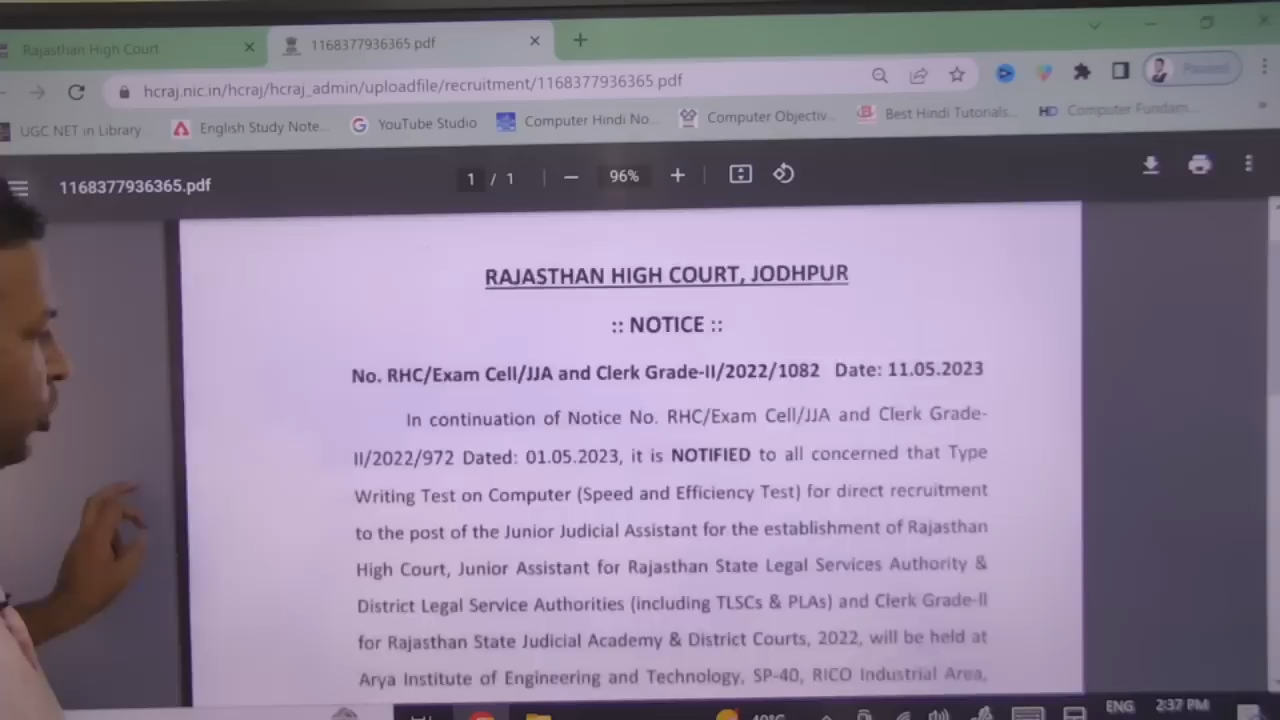 Rajasthan High Court
1168377936365.pdf
hcraj.nic.in/hcraj/hcraj_admin/uploadfile/recruitment/1168377936365.pdf
Paused
UGC NET in Library
English Study Note...
YouTube Studio
Computer Hindi No...
Computer Objectiv...
Best Hindi Tutorials...
HD Computer Fundam...
1168377936365.pdf
1 / 1
96%
RAJASTHAN HIGH COURT, JODHPUR
:: NOTICE ::
No. RHC/Exam Cell/JJA and Clerk Grade-II/2022/1082 Date: 11.05.2023
In continuation of Notice No. RHC/Exam Cell/JJA and Clerk Grade-
II/2022/972 Dated: 01.05.2023, it is NOTIFIED to all concerned that Type
Writing Test on Computer (Speed and Efficiency Test) for direct recruitment
to the post of the Junior Judicial Assistant for the establishment of Rajasthan
High Court, Junior Assistant for Rajasthan State Legal Services Authority &
District Legal Service Authorities (including TLSCs & PLAs) and Clerk Grade-II
for Rajasthan State Judicial Academy & District Courts, 2022, will be held at
Arya Institute of Engineering and Technology, SP-40, RICO Industrial Area,
ENG
2:37 PM